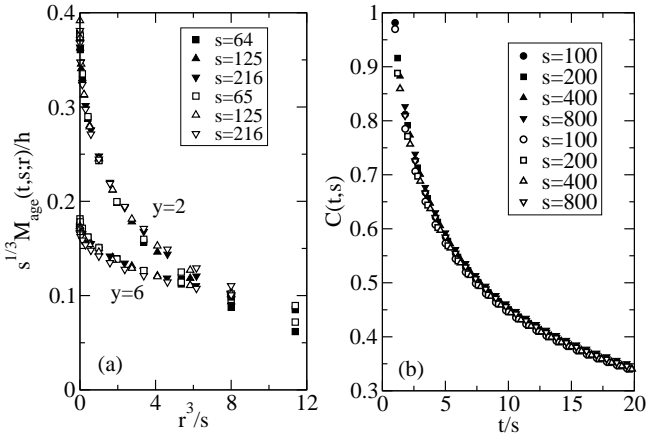 s^{1/3}M_{age}(t,s;r)/h
0.4
0.3
0.2
0.1
0
s=64
s=125
s=216
s=65
s=125
s=216
y=2
y=6
(a)
0 4 8 12
r^3/s
C(t,s)
1
0.9
0.8
0.7
0.6
0.5
0.4
0.3
s=100
s=200
s=400
s=800
s=100
s=200
s=400
s=800
(b)
0 5 10 15 20
t/s